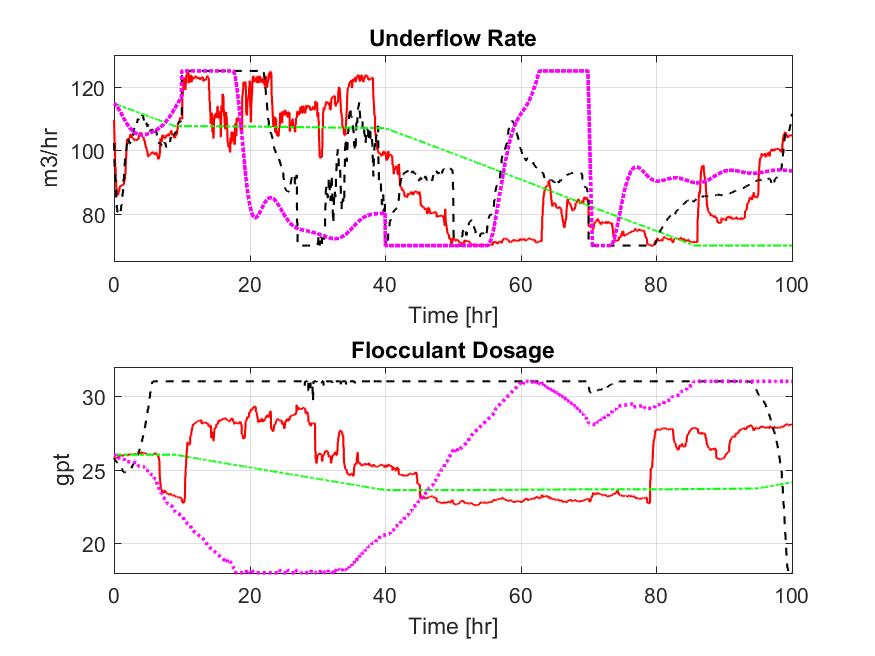 Underflow Rate
m3/hr
120
100
80
0 20 40 60 80 100
Time [hr]
Flocculant Dosage
gpt
30
25
20
0 20 40 60 80 100
Time [hr]